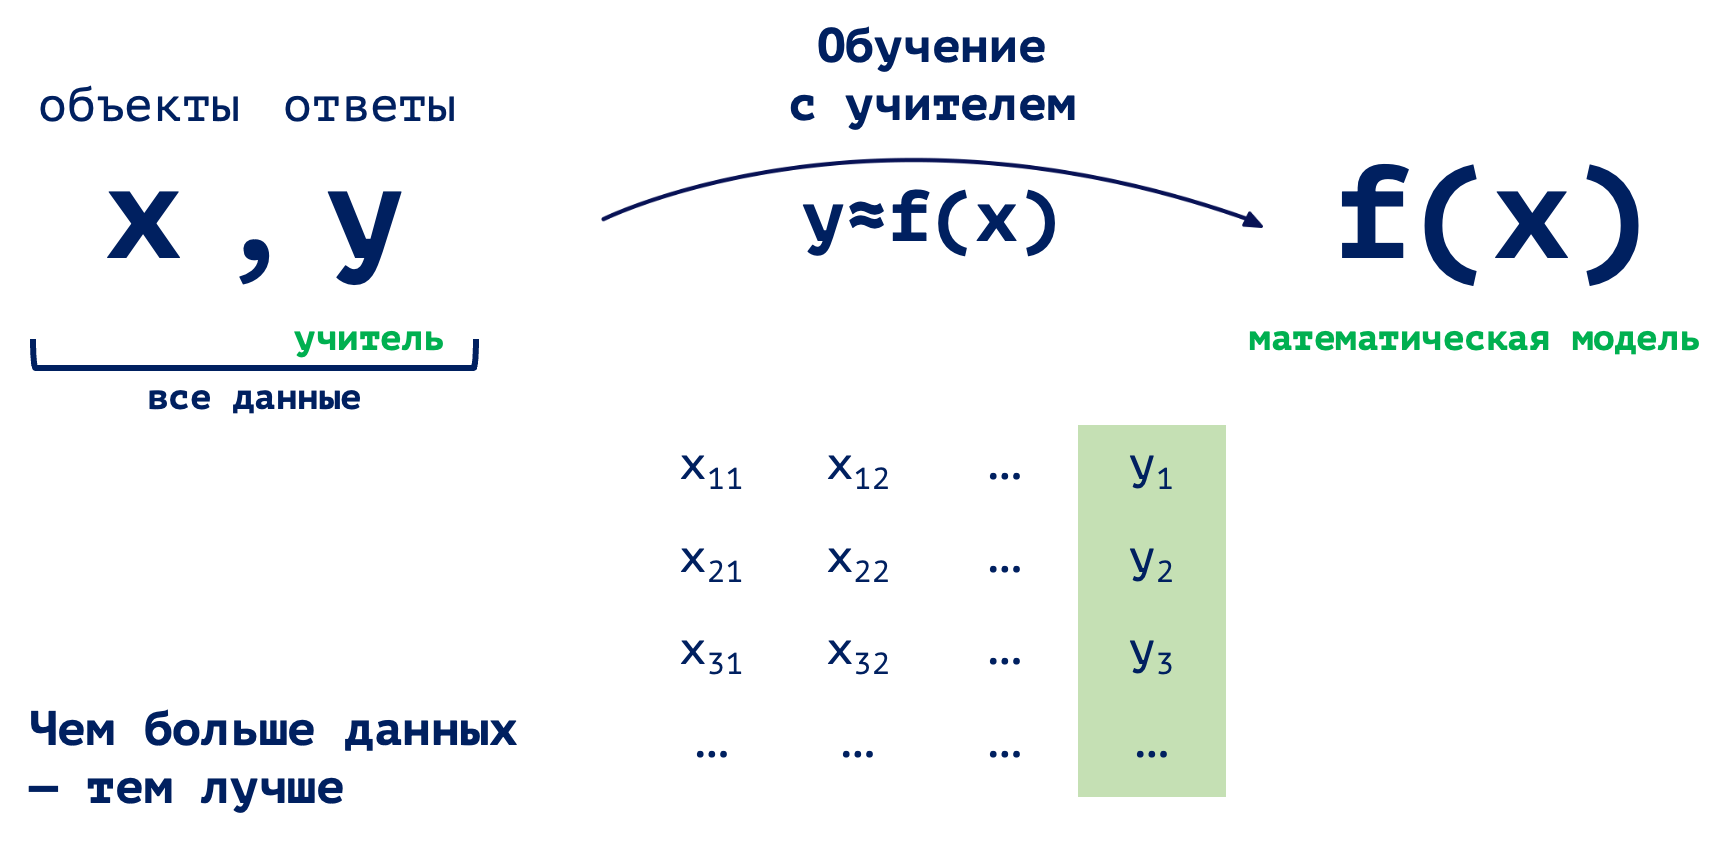 Обучение
с учителем
объекты ответы
x , y
y≈f(x)
f(x)
учитель
математическая модель
все данные
x₁₁ x₁₂ … y₁
x₂₁ x₂₂ … y₂
x₃₁ x₃₂ … y₃
… … … …
Чем больше данных
— тем лучше